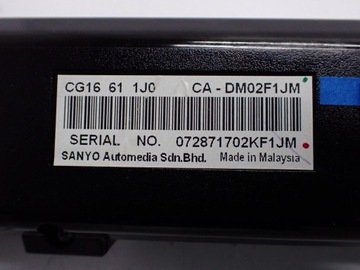 CG16 61 1J0 CA - DM02F1JM
SERIAL NO. 072871702KF1JM
SANYO Automedia Sdn.Bhd. Made in Malaysia